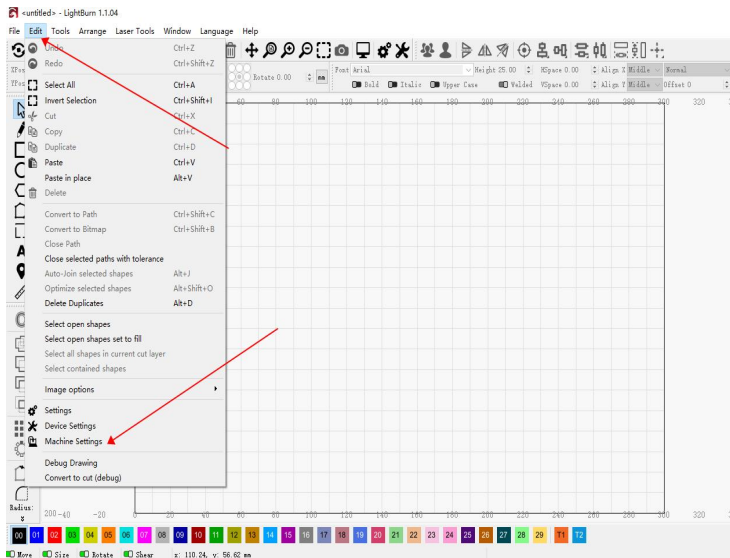 <untitled> - LightBurn 1.1.04
File Edit Tools Arrange Laser Tools Window Language Help
Undo Ctrl+Z
Redo Ctrl+Shift+Z
XPos
YPos
Rotate 0.00 mm
Font Arial Height 25.00 HSpace 0.00 Align X Middle Normal
Bold Italic Upper Case Welded VSpace 0.00 Align Y Middle Offset 0
Select All Ctrl+A
Invert Selection Ctrl+Shift+I
Cut Ctrl+X
Copy Ctrl+C
Duplicate Ctrl+D
Paste Ctrl+V
Paste in place Alt+V
Delete
Convert to Path Ctrl+Shift+C
Convert to Bitmap Ctrl+Shift+B
Close Path
Close selected paths with tolerance
Auto-Join selected shapes Alt+J
Optimize selected shapes Alt+Shift+O
Delete Duplicates Alt+D
Select open shapes
Select open shapes set to fill
Select all shapes in current cut layer
Select contained shapes
Image options
Settings
Device Settings
Machine Settings
Debug Drawing
Convert to cut (debug)
60 80 100 120 140 160 180 200 220 240 260 280 300 320
Radius:
200 -40 -20 0 20 40 60 80 100 120 140 160 180 200 220 240 260 280 300 320
00 01 02 03 04 05 06 07 08 09 10 11 12 13 14 15 16 17 18 19 20 21 22 23 24 25 26 27 28 29 T1 T2
Move Size Rotate Shear x: 110.24, y: 56.62 mm